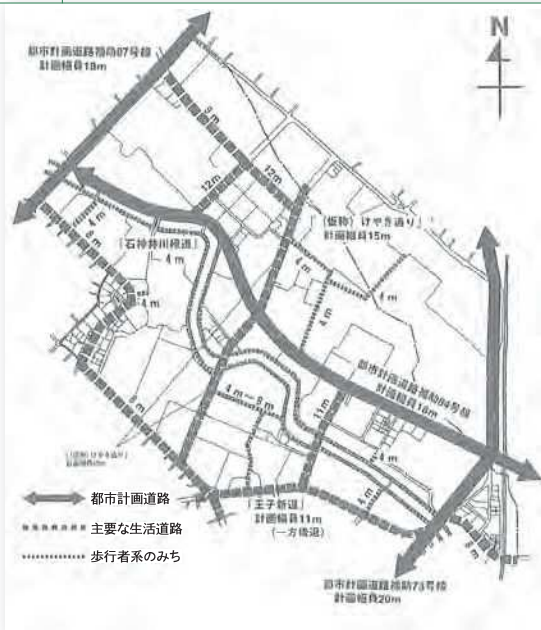 N
都市計画道路補助87号線
計画幅員18m
9m
12m
12m
「(仮称)けやき通り」
計画幅員15m
4m
6m
「石神井川緑道」
4m
4m
4m
4m
4m
都市計画道路補助84号線
計画幅員16m
8m
4m~9m
11m
4m
4m
都市計画道路
主要な生活道路
歩行者系のみち
「王子新道」
計画幅員11m
(一方後退)
都市計画道路補助73号線
計画幅員20m